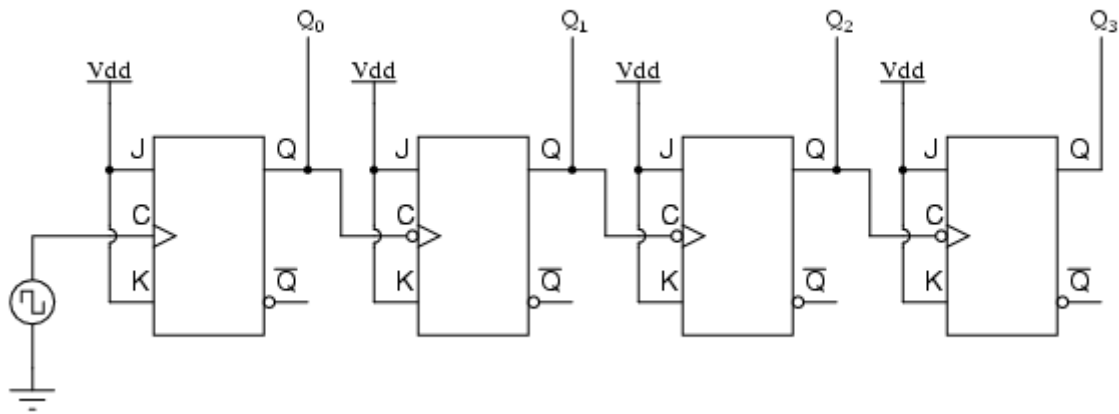 Q₀ Q₁ Q₂ Q₃
Vdd Vdd Vdd Vdd
J Q J Q J Q J Q
C C C C
K Q̅ K Q̅ K Q̅ K Q̅